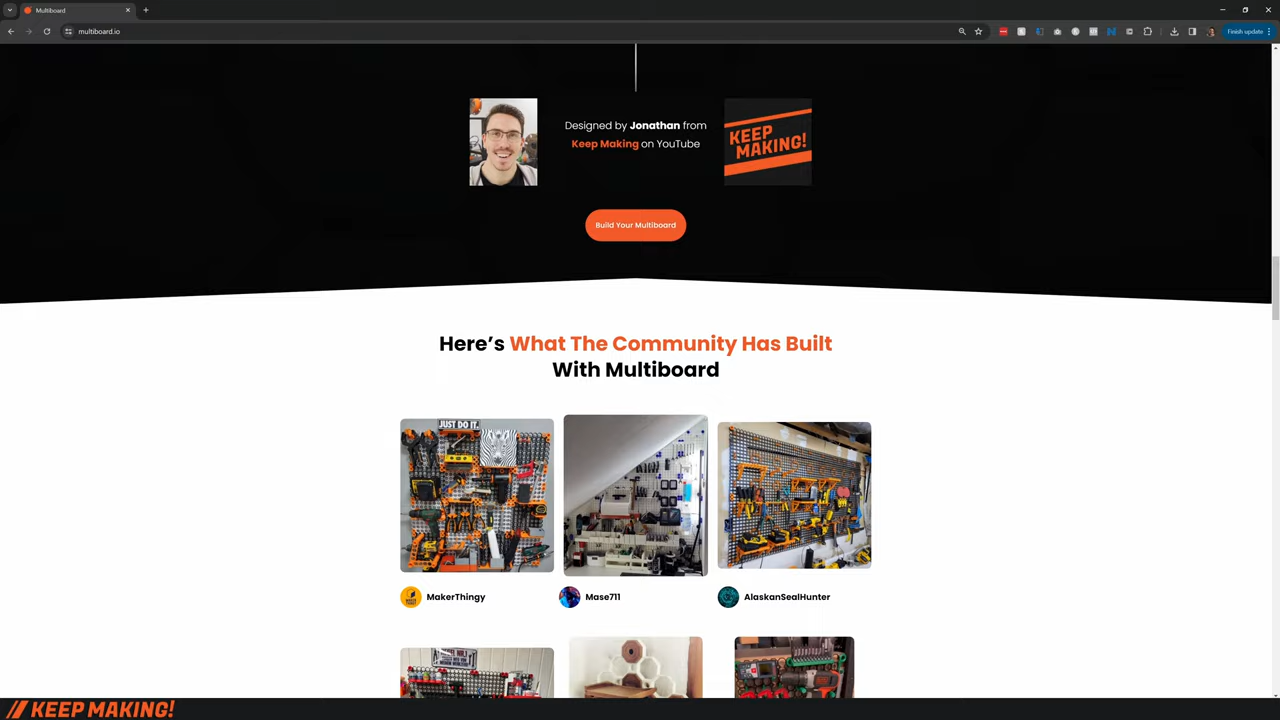 Multiboard
multiboard.io
Finish update
Designed by Jonathan from
Keep Making on YouTube
KEEP
MAKING!
Build Your Multiboard
Here's What The Community Has Built
With Multiboard
JUST DO IT.
MakerThingy
Mase711
AlaskanSealHunter
// KEEP MAKING!